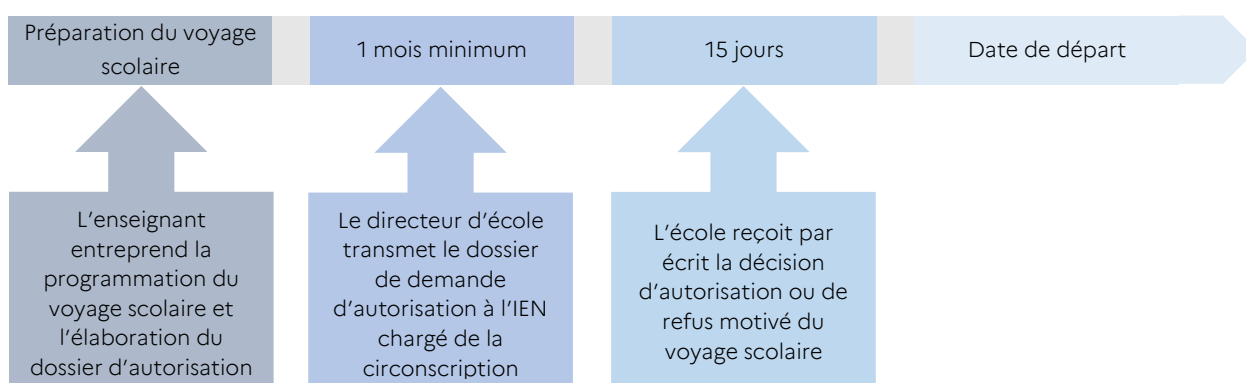 Préparation du voyage
scolaire
1 mois minimum
15 jours
Date de départ
L'enseignant
entreprend la
programmation du
voyage scolaire et
l'élaboration du
dossier d'autorisation
Le directeur d'école
transmet le dossier
de demande
d'autorisation à l'IEN
chargé de la
circonscription
L'école reçoit par
écrit la décision
d'autorisation ou de
refus motivé du
voyage scolaire